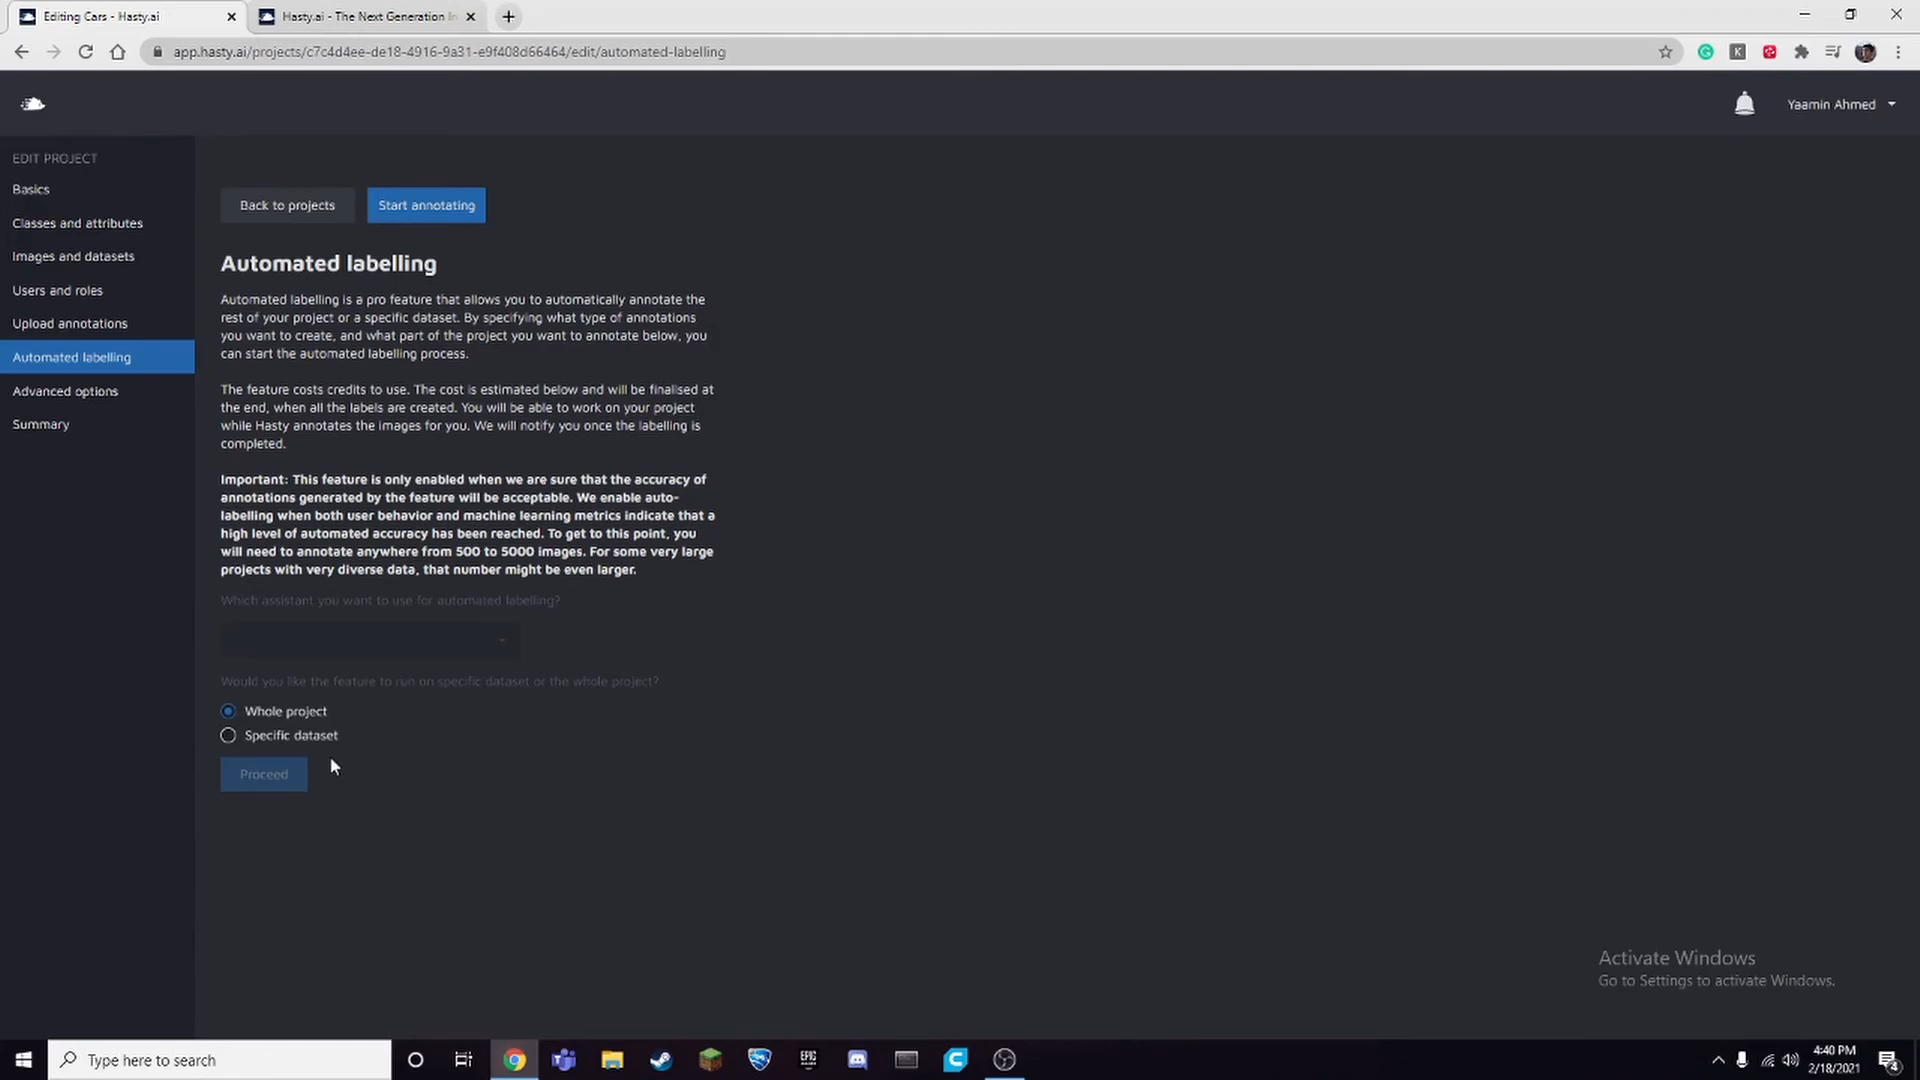 Editing Cars - Hasty.ai
Hasty.ai - The Next Generation In
app.hasty.ai/projects/c7c4d4ee-de18-4916-9a31-e9f408d66464/edit/automated-labelling
Yaamin Ahmed
EDIT PROJECT
Basics
Classes and attributes
Images and datasets
Users and roles
Upload annotations
Automated labelling
Advanced options
Summary
Back to projects
Start annotating
Automated labelling
Automated labelling is a pro feature that allows you to automatically annotate the
rest of your project or a specific dataset. By specifying what type of annotations
you want to create, and what part of the project you want to annotate below, you
can start the automated labelling process.
The feature costs credits to use. The cost is estimated below and will be finalised at
the end, when all the labels are created. You will be able to work on your project
while Hasty annotates the images for you. We will notify you once the labelling is
completed.
Important: This feature is only enabled when we are sure that the accuracy of
annotations generated by the feature will be acceptable. We enable auto-
labelling when both user behavior and machine learning metrics indicate that a
high level of automated accuracy has been reached. To get to this point, you
will need to annotate anywhere from 500 to 5000 images. For some very large
projects with very diverse data, that number might be even larger.
Which assistant you want to use for automated labelling?
Would you like the feature to run on specific dataset or the whole project?
Whole project
Specific dataset
Proceed
Activate Windows
Go to Settings to activate Windows.
Type here to search
EPIC
4:40 PM
2/18/2021
4